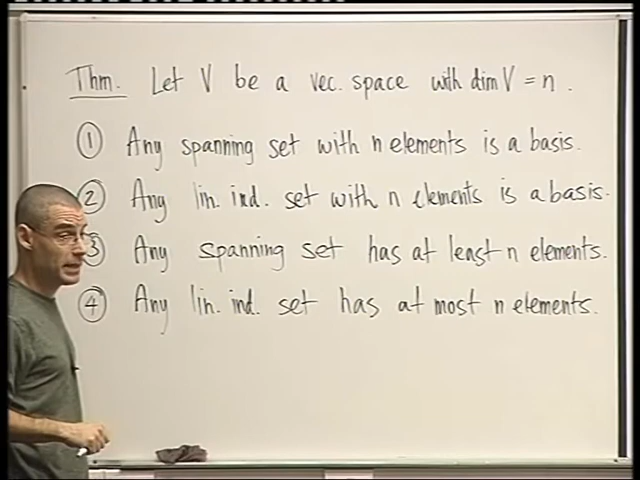 Thm. Let V be a vec. space with dim V = n.
① Any spanning set with n elements is a basis.
② Any lin. ind. set with n elements is a basis.
③ Any spanning set has at least n elements.
④ Any lin. ind. set has at most n elements.